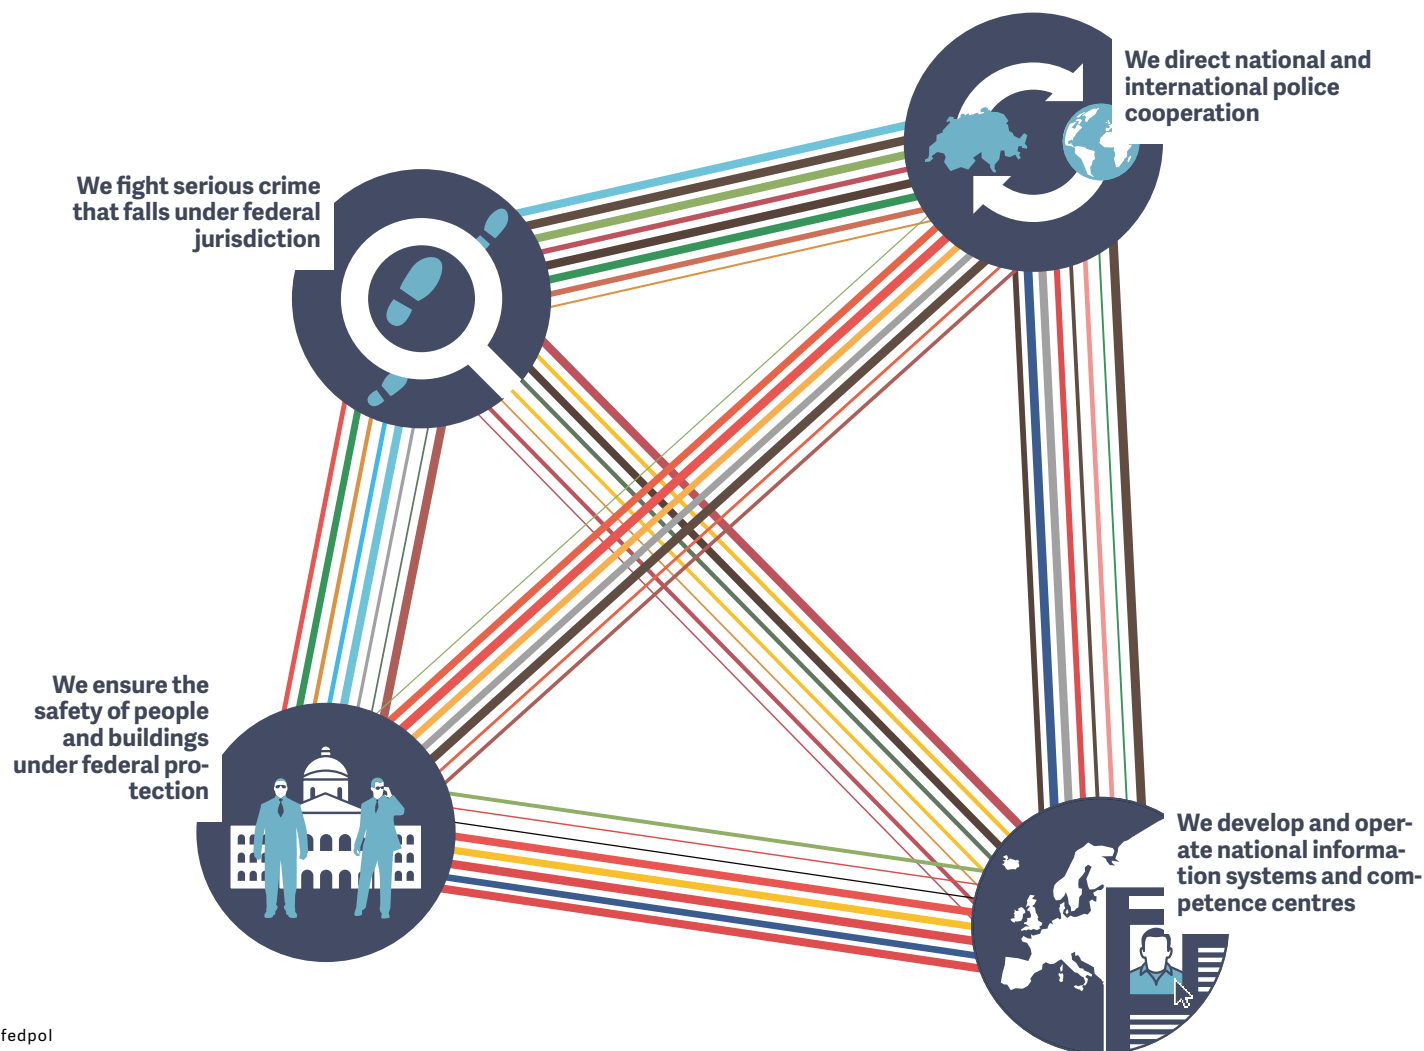 We direct national and
international police
cooperation
We fight serious crime
that falls under federal
jurisdiction
We ensure the
safety of people
and buildings
under federal pro-
tection
We develop and oper-
ate national informa-
tion systems and com-
petence centres
fedpol